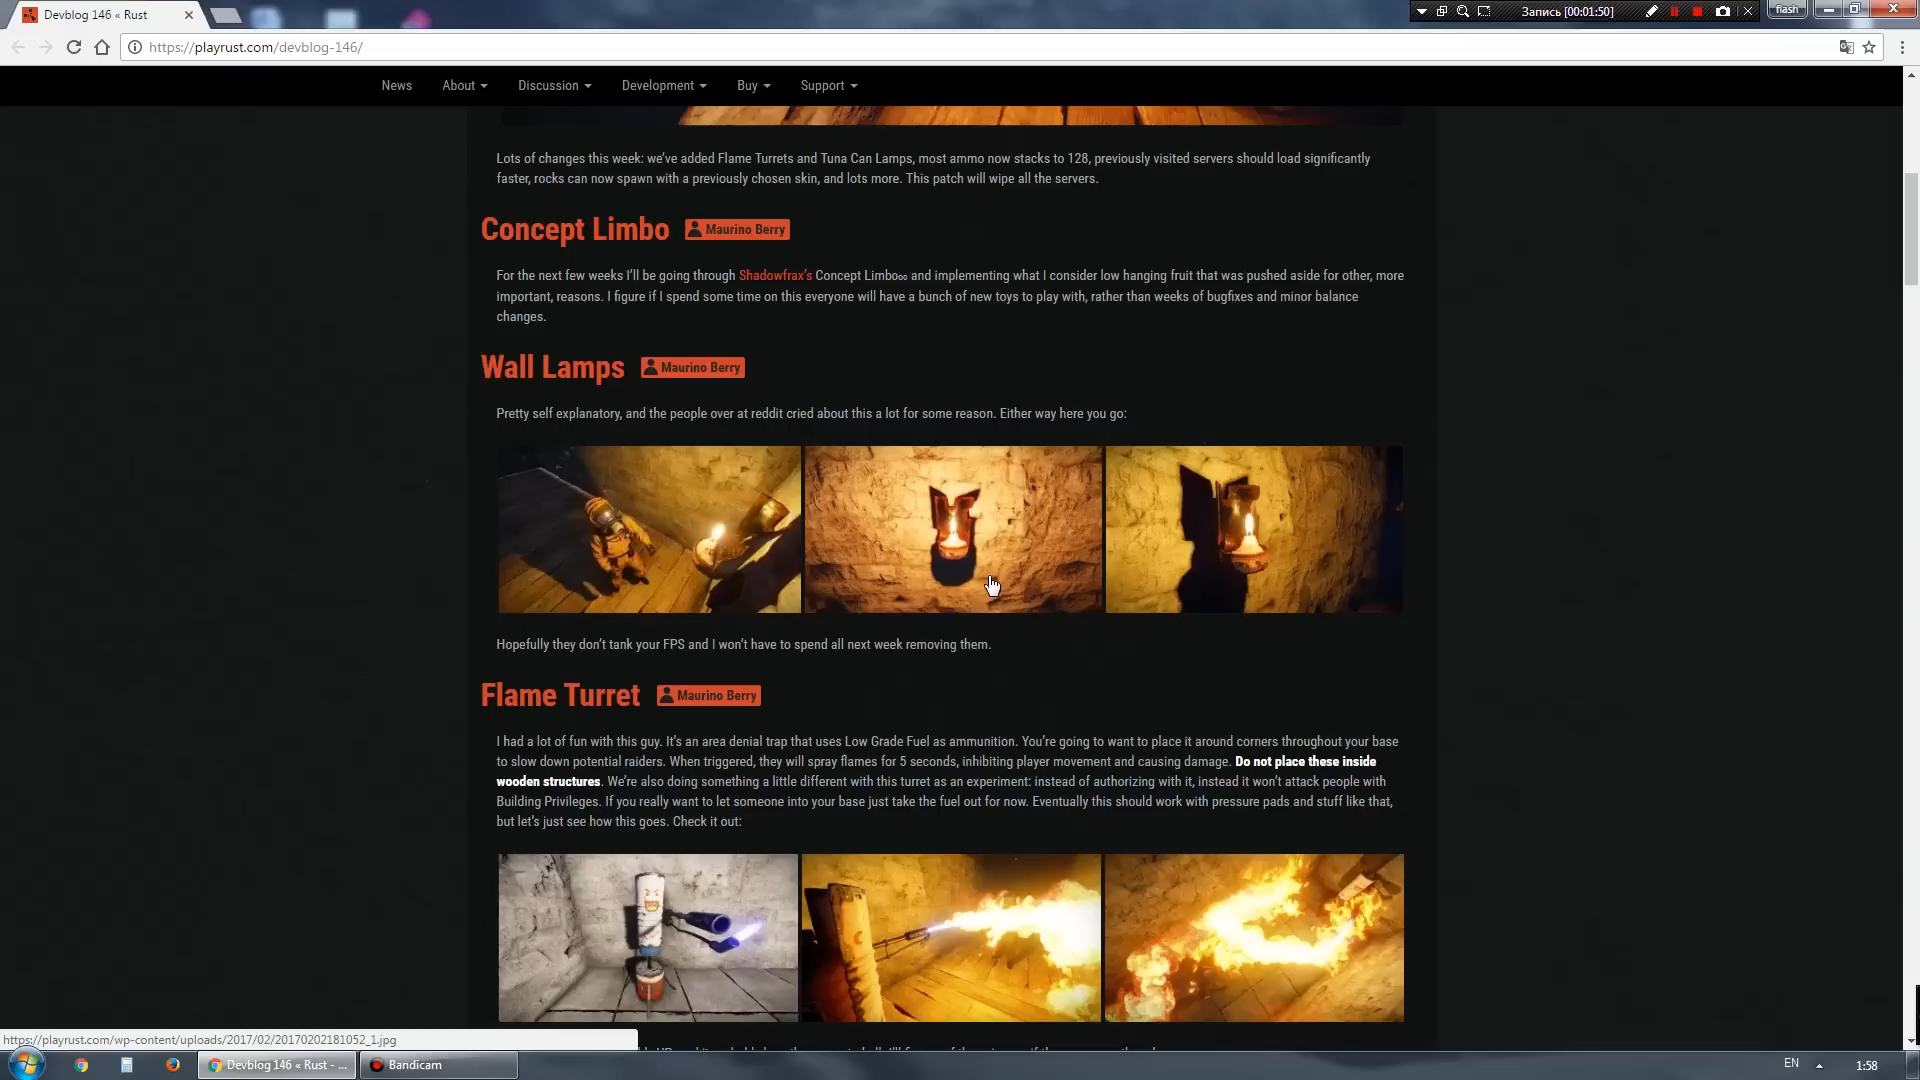 Devblog 146 « Rust
Запись [00:01:50]
flash
https://playrust.com/devblog-146/
News About Discussion Development Buy Support
Lots of changes this week: we've added Flame Turrets and Tuna Can Lamps, most ammo now stacks to 128, previously visited servers should load significantly
faster, rocks can now spawn with a previously chosen skin, and lots more. This patch will wipe all the servers.
Concept Limbo Maurino Berry
For the next few weeks I'll be going through Shadowfrax's Concept Limbo∞ and implementing what I consider low hanging fruit that was pushed aside for other, more
important, reasons. I figure if I spend some time on this everyone will have a bunch of new toys to play with, rather than weeks of bugfixes and minor balance
changes.
Wall Lamps Maurino Berry
Pretty self explanatory, and the people over at reddit cried about this a lot for some reason. Either way here you go:
Hopefully they don't tank your FPS and I won't have to spend all next week removing them.
Flame Turret Maurino Berry
I had a lot of fun with this guy. It's an area denial trap that uses Low Grade Fuel as ammunition. You're going to want to place it around corners throughout your base
to slow down potential raiders. When triggered, they will spray flames for 5 seconds, inhibiting player movement and causing damage. Do not place these inside
wooden structures. We're also doing something a little different with this turret as an experiment: instead of authorizing with it, instead it won't attack people with
Building Privileges. If you really want to let someone into your base just take the fuel out for now. Eventually this should work with pressure pads and stuff like that,
but let's just see how this goes. Check it out:
https://playrust.com/wp-content/uploads/2017/02/20170202181052_1.jpg
Devblog 146 « Rust - ...
Bandicam
EN
1:58